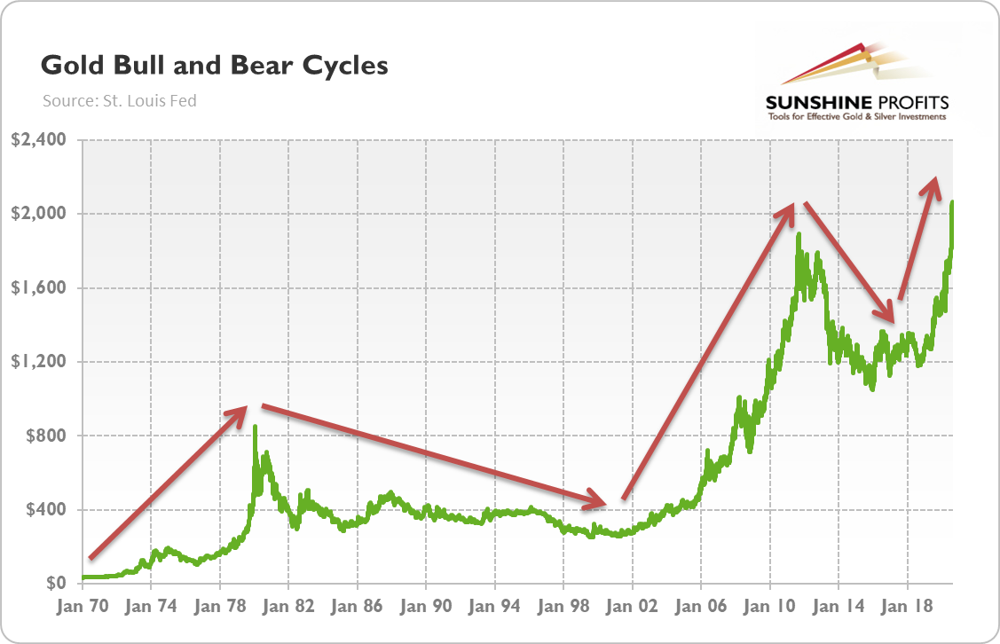 Gold Bull and Bear Cycles
Source: St. Louis Fed
SUNSHINE PROFITS
Tools for Effective Gold & Silver Investments
$2,400
$2,000
$1,600
$1,200
$800
$400
$0
Jan 70 Jan 74 Jan 78 Jan 82 Jan 86 Jan 90 Jan 94 Jan 98 Jan 02 Jan 06 Jan 10 Jan 14 Jan 18